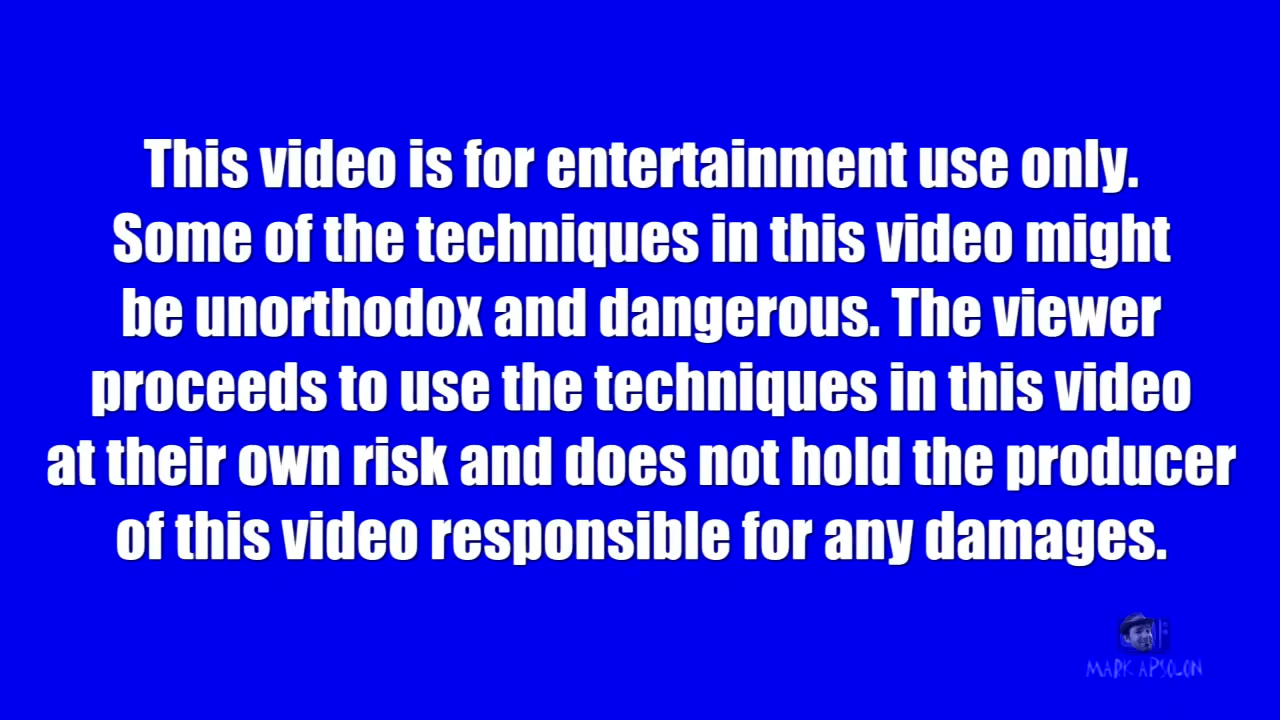 This video is for entertainment use only.
Some of the techniques in this video might
be unorthodox and dangerous. The viewer
proceeds to use the techniques in this video
at their own risk and does not hold the producer
of this video responsible for any damages.
MARK APSOLON